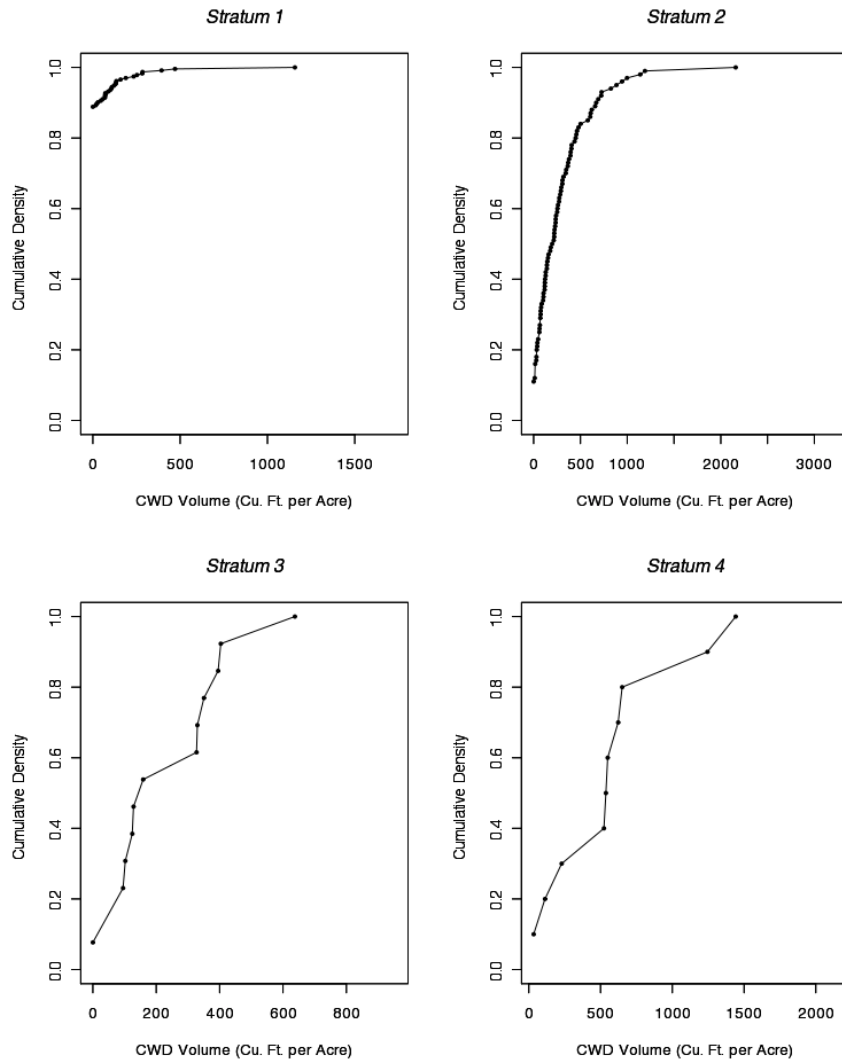 Stratum 1
Cumulative Density
0.0 0.2 0.4 0.6 0.8 1.0
0 500 1000 1500
CWD Volume (Cu. Ft. per Acre)
Stratum 2
Cumulative Density
0.0 0.2 0.4 0.6 0.8 1.0
0 500 1000 2000 3000
CWD Volume (Cu. Ft. per Acre)
Stratum 3
Cumulative Density
0.0 0.2 0.4 0.6 0.8 1.0
0 200 400 600 800
CWD Volume (Cu. Ft. per Acre)
Stratum 4
Cumulative Density
0.0 0.2 0.4 0.6 0.8 1.0
0 500 1000 1500 2000
CWD Volume (Cu. Ft. per Acre)